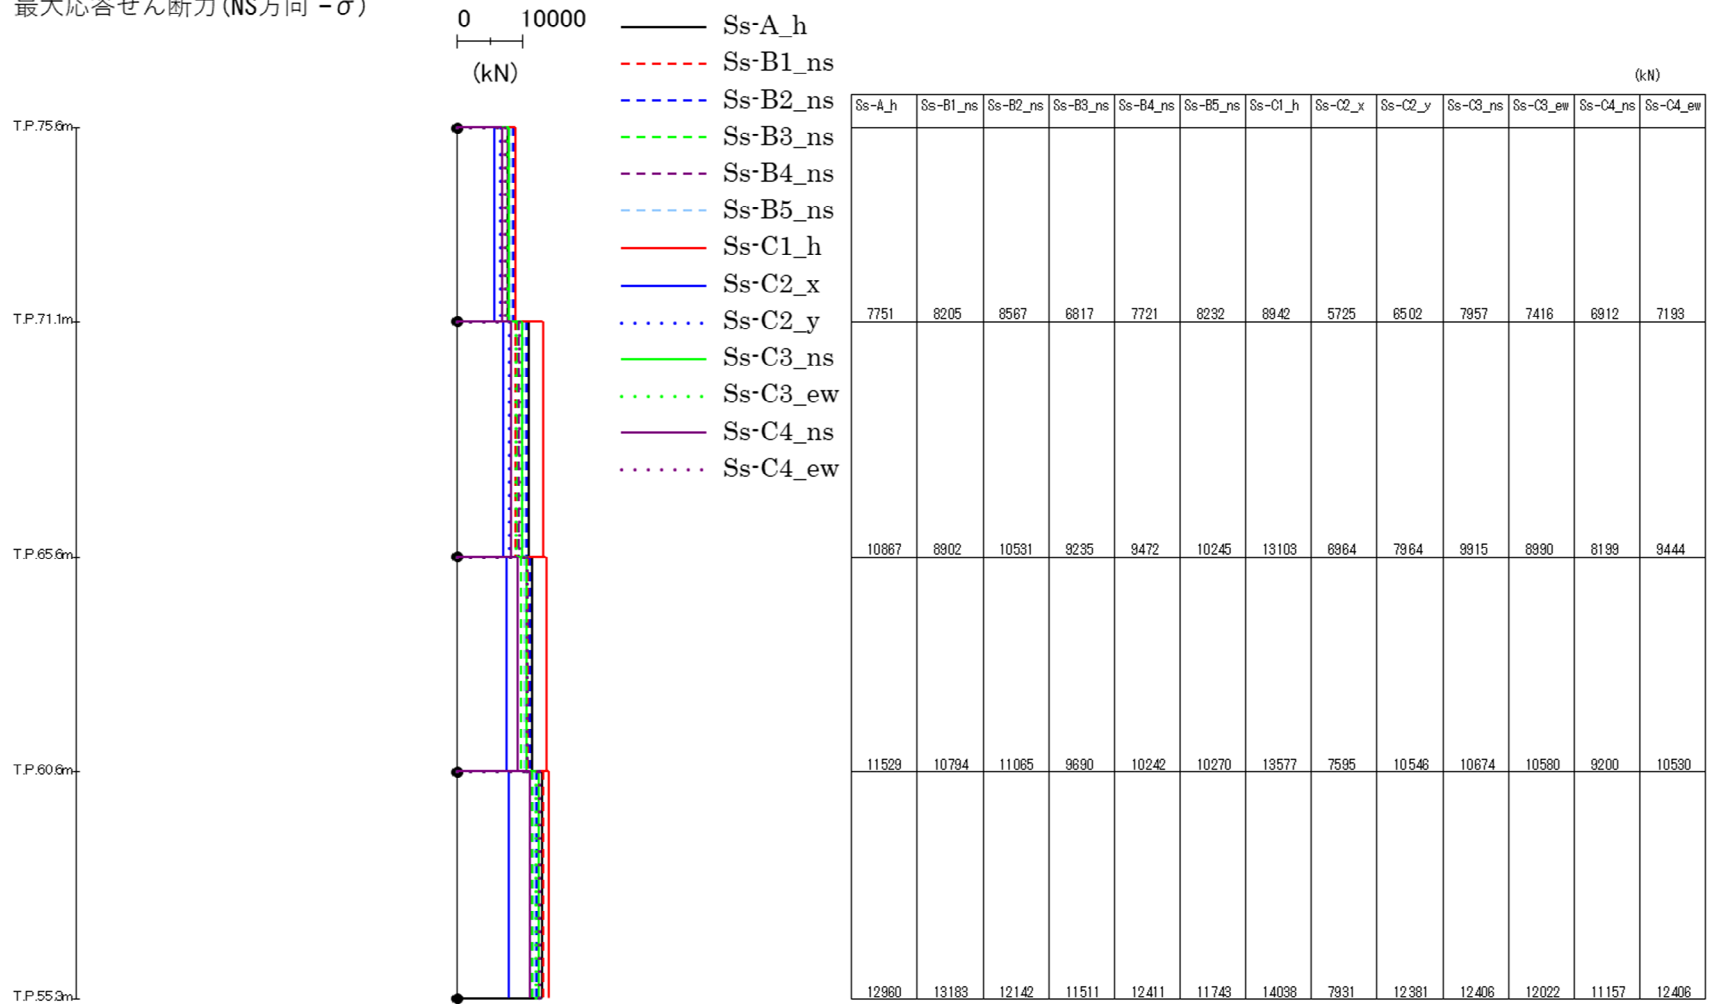 最大応答せん断力(NS方向 -σ)
0 10000
(kN)
Ss-A_h
Ss-B1_ns
Ss-B2_ns
Ss-B3_ns
Ss-B4_ns
Ss-B5_ns
Ss-C1_h
Ss-C2_x
Ss-C2_y
Ss-C3_ns
Ss-C3_ew
Ss-C4_ns
Ss-C4_ew
(kN)
Ss-A_h Ss-B1_ns Ss-B2_ns Ss-B3_ns Ss-B4_ns Ss-B5_ns Ss-C1_h Ss-C2_x Ss-C2_y Ss-C3_ns Ss-C3_ew Ss-C4_ns Ss-C4_ew
T.P.75.6m
T.P.71.1m
7751 8205 8567 6817 7721 8232 8942 5725 6502 7957 7416 6912 7193
T.P.65.6m
10867 8902 10531 9235 9472 10245 13103 6964 7964 9915 8990 8199 9444
T.P.60.6m
11529 10794 11065 9690 10242 10270 13577 7595 10546 10674 10580 9200 10530
T.P.55.3m
12960 13183 12142 11511 12411 11743 14038 7931 12381 12406 12022 11157 12406